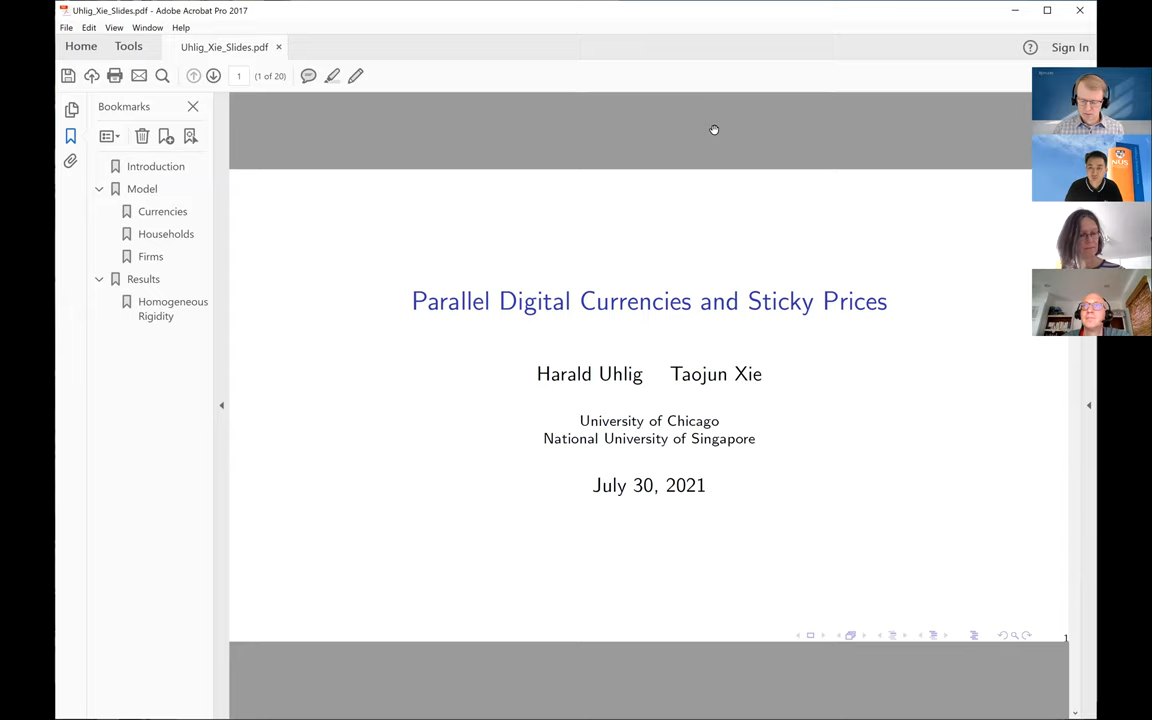 Uhlig_Xie_Slides.pdf - Adobe Acrobat Pro 2017
File Edit View Window Help
Home Tools Uhlig_Xie_Slides.pdf × Sign In
1 (1 of 20)
Bookmarks
Introduction
Model
Currencies
Households
Firms
Results
Homogeneous
Rigidity
Parallel Digital Currencies and Sticky Prices
Harald Uhlig Taojun Xie
University of Chicago
National University of Singapore
July 30, 2021
1
NUS